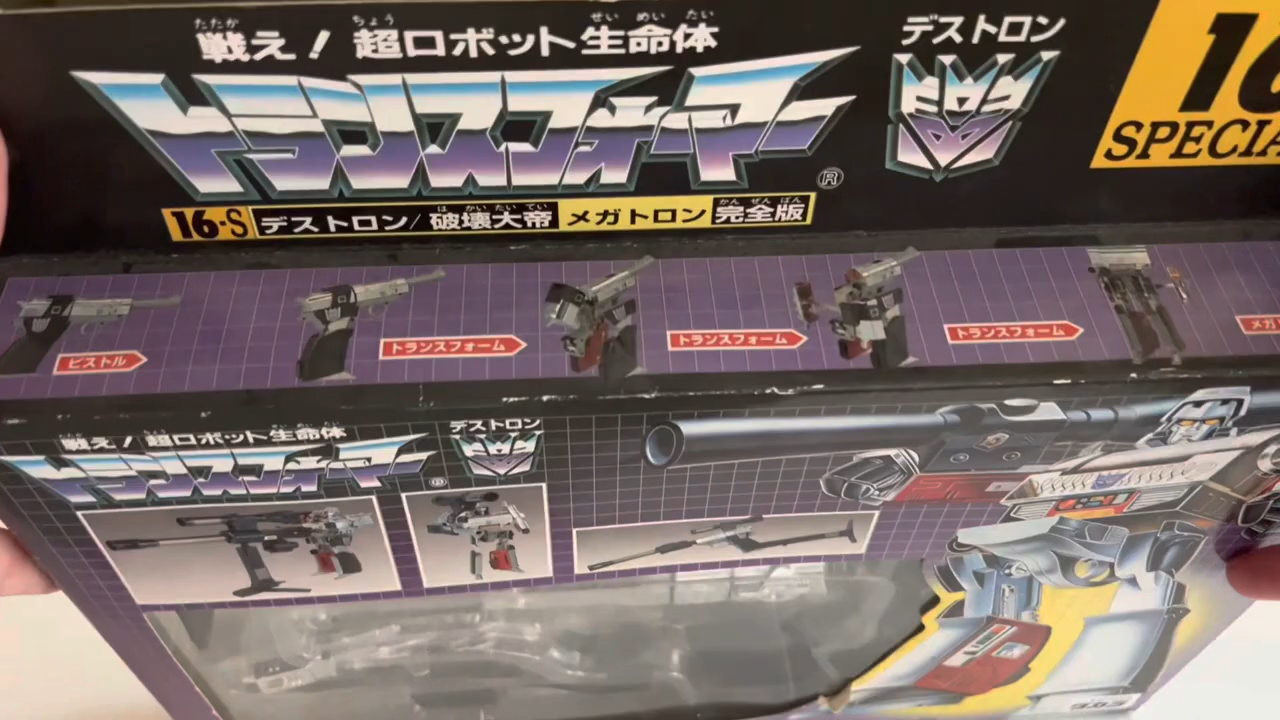 たたか ちょう せい めい たい
戦え! 超ロボット生命体
トランスフォーマー
®
デストロン
SPECIA
は かい たい てい かん ぜん ばん
16-S デストロン/ 破壊大帝 メガトロン 完全版
ピストル
トランスフォーム
トランスフォーム
トランスフォーム
メガ
戦え! 超ロボット生命体
トランスフォーマー
®
デストロン